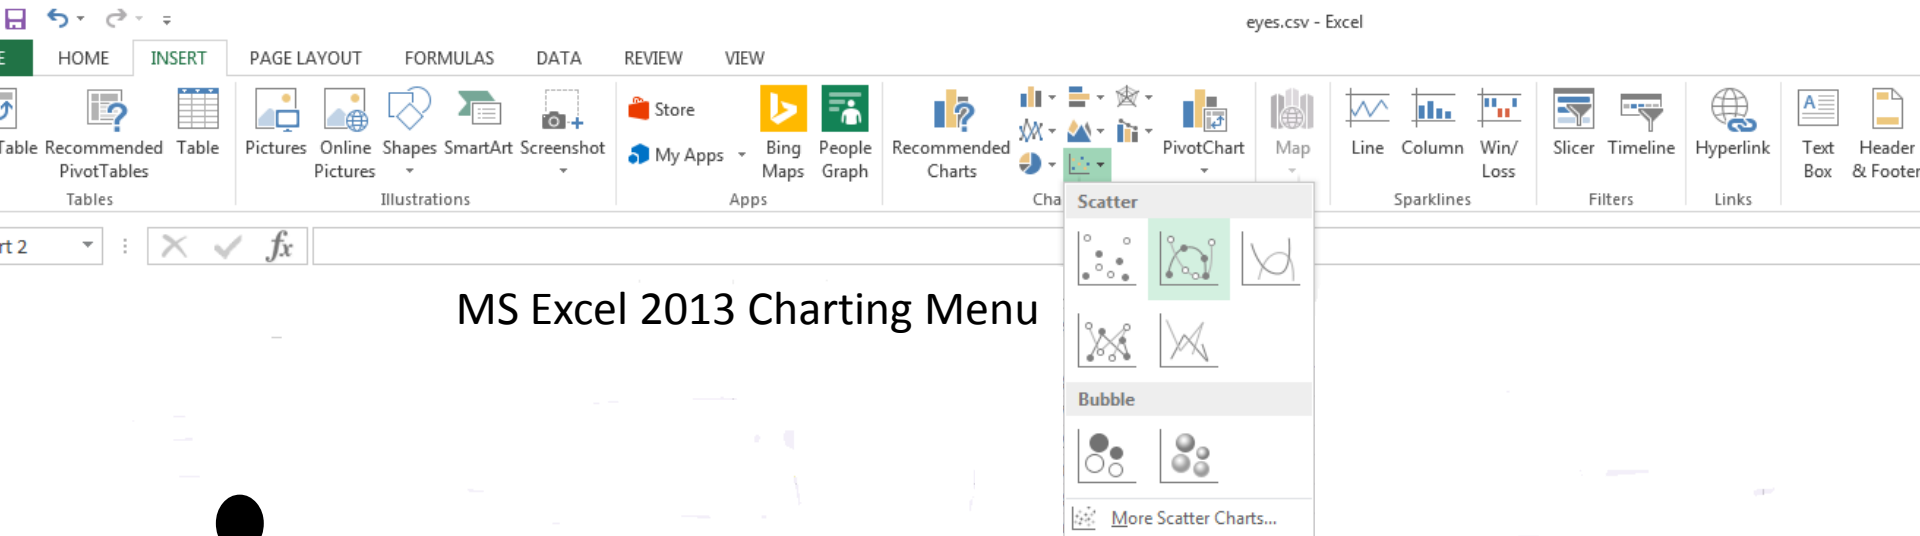 eyes.csv - Excel
E HOME INSERT PAGE LAYOUT FORMULAS DATA REVIEW VIEW
Table Recommended PivotTables Table
Tables
Pictures Online Pictures Shapes SmartArt Screenshot
Illustrations
Store
My Apps
Bing Maps People Graph
Apps
Recommended Charts
PivotChart Map
Cha
Line Column Win/ Loss
Sparklines
Slicer Timeline
Filters
Hyperlink
Links
A
Text Box Header & Footer
rt 2
fx
MS Excel 2013 Charting Menu
Scatter
Bubble
More Scatter Charts...